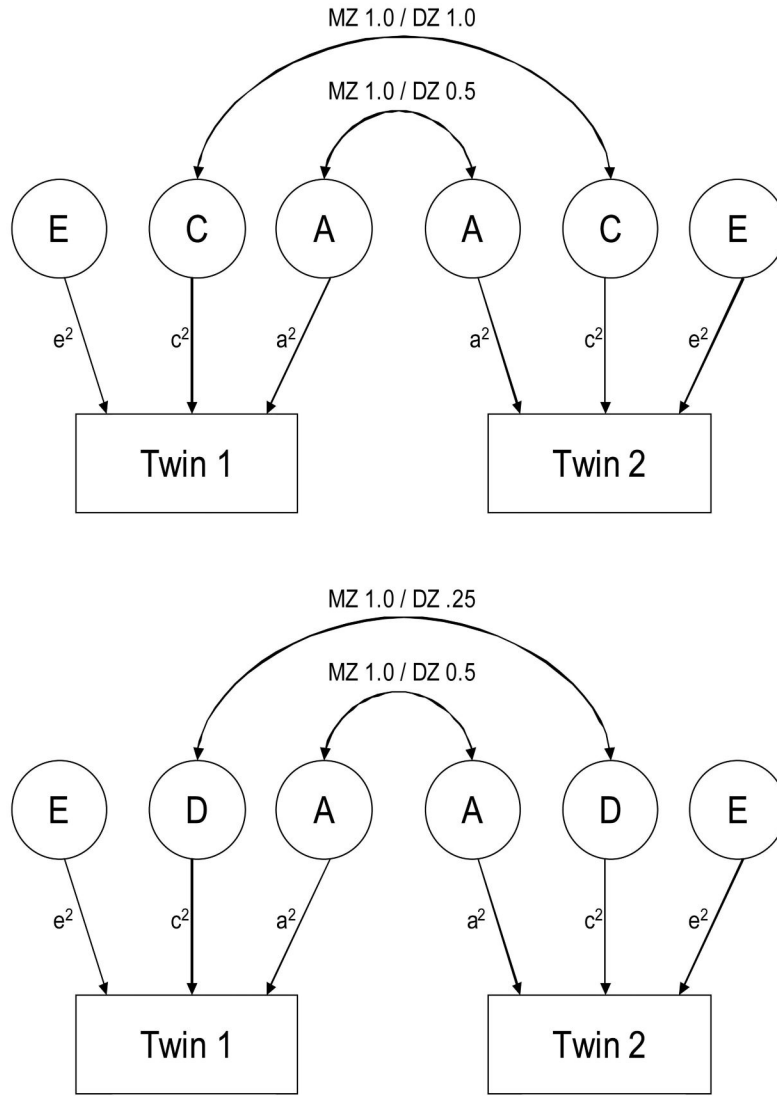 MZ 1.0 / DZ 1.0
MZ 1.0 / DZ 0.5
E C A A C E
e² c² a² a² c² e²
Twin 1 Twin 2
MZ 1.0 / DZ .25
MZ 1.0 / DZ 0.5
E D A A D E
e² c² a² a² c² e²
Twin 1 Twin 2